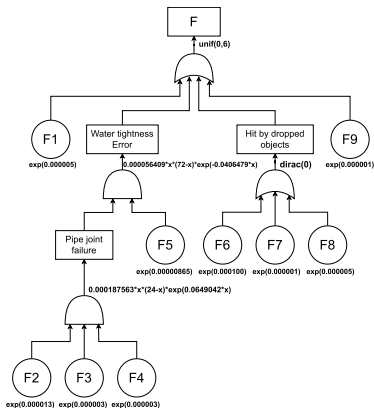 F
unif(0,6)
F1
exp(0.000005)
Water tightness
Error
0.000056409*x*(72-x)*exp(-0.0406479*x)
Hit by dropped
objects
dirac(0)
F9
exp(0.000001)
Pipe joint
failure
F5
exp(0.00000865)
F6
exp(0.000100)
F7
exp(0.000001)
F8
exp(0.000005)
0.000187563*x*(24-x)*exp(0.0649042*x)
F2
exp(0.000013)
F3
exp(0.000003)
F4
exp(0.000003)